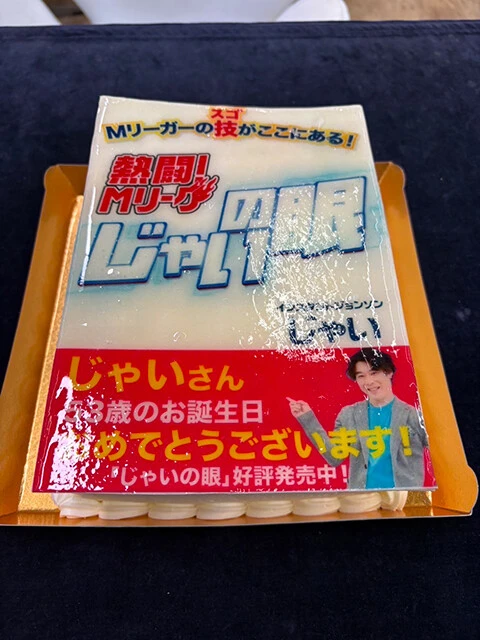 スゴ
Mリーガーの技がここにある！
熱闘！
Mリーグ
じゃいの眼
インスタントジョンソン
じゃい
じゃいさん
53歳のお誕生日
おめでとうございます！
「じゃいの眼」好評発売中！